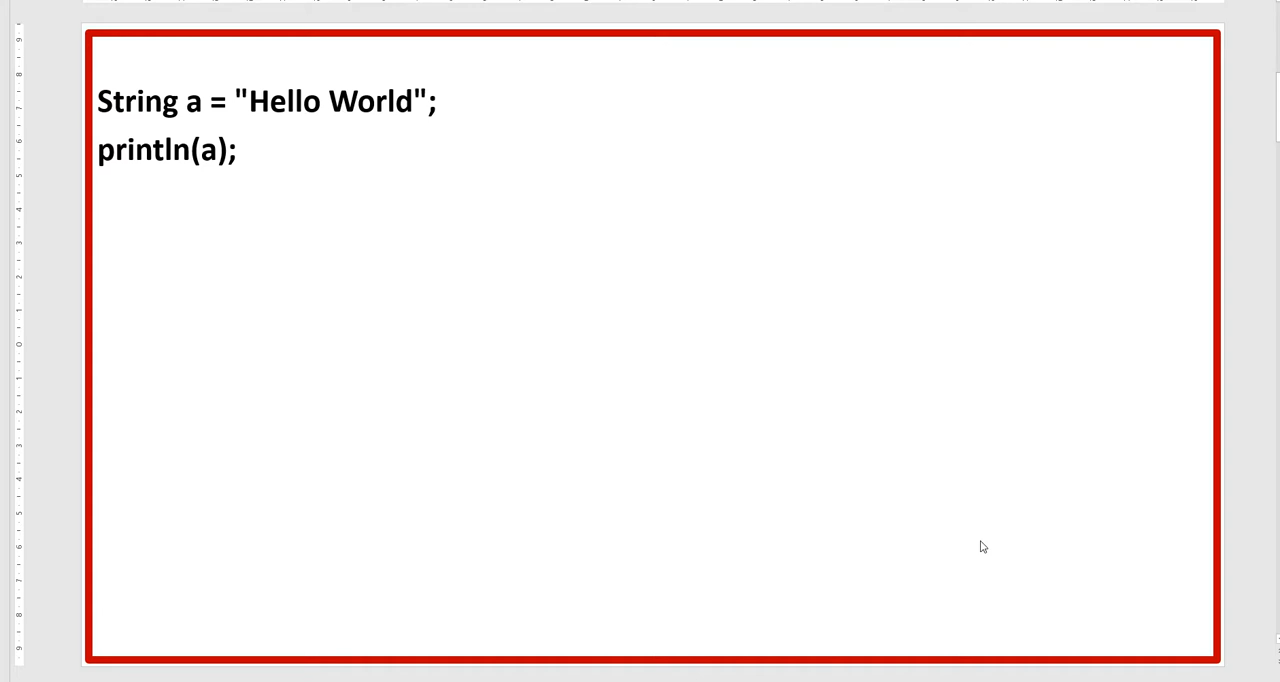 String a = "Hello World";
println(a);